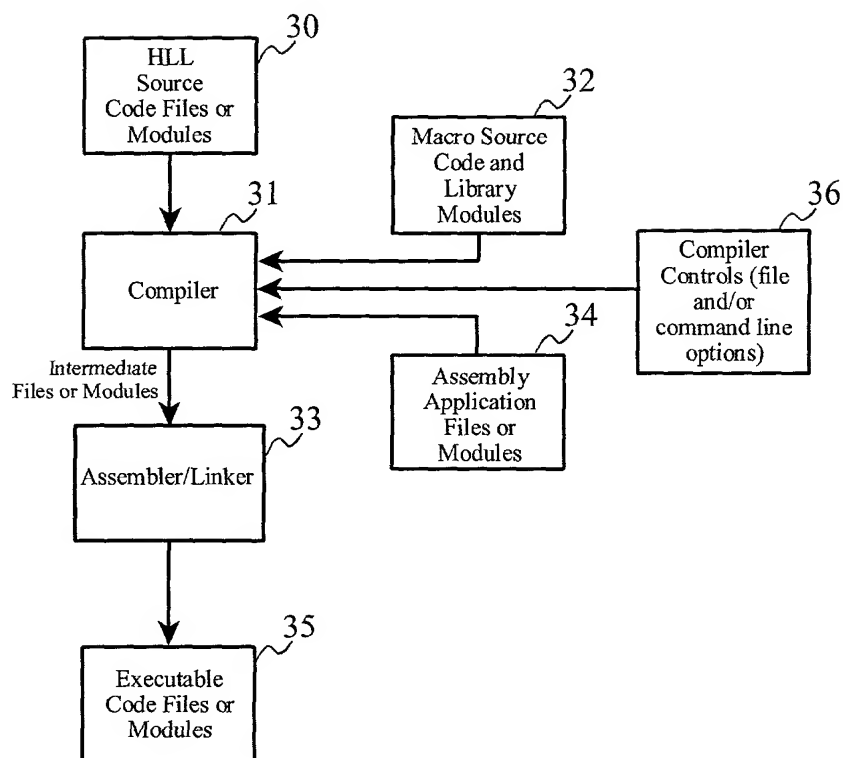 30
HLL
Source
Code Files or
Modules
32
Macro Source
Code and
Library
Modules
36
Compiler
Controls (file
and/or
command line
options)
31
Compiler
34
Assembly
Application
Files or
Modules
Intermediate
Files or Modules
33
Assembler/Linker
35
Executable
Code Files or
Modules